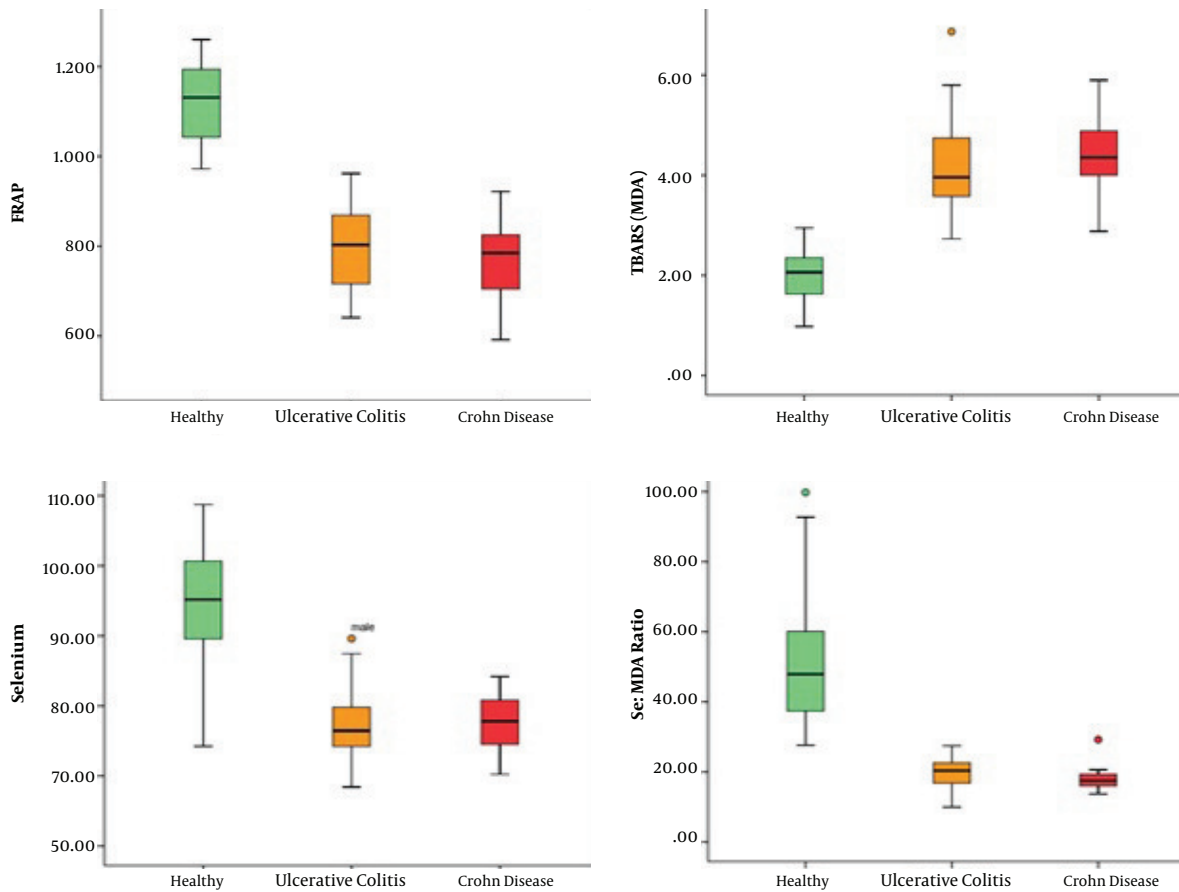 FRAP
1.200
1.000
800
600
Healthy
Ulcerative Colitis
Crohn Disease
TBARS (MDA)
6.00
4.00
2.00
.00
Healthy
Ulcerative Colitis
Crohn Disease
Selenium
110.00
100.00
90.00
80.00
70.00
50.00
male
Healthy
Ulcerative Colitis
Crohn Disease
Se: MDA Ratio
100.00
80.00
60.00
40.00
20.00
.00
Healthy
Ulcerative Colitis
Crohn Disease